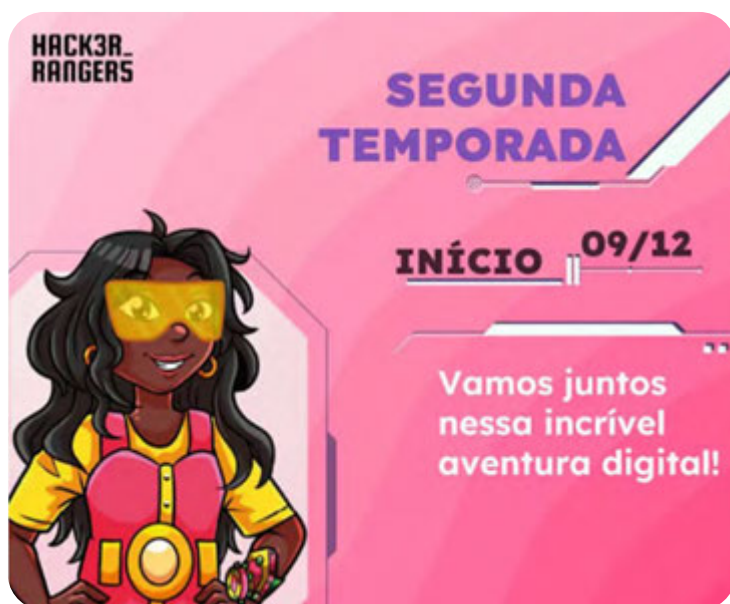 HACK3R_
RANGERS
SEGUNDA
TEMPORADA
INÍCIO 09/12
Vamos juntos
nessa incrível
aventura digital!